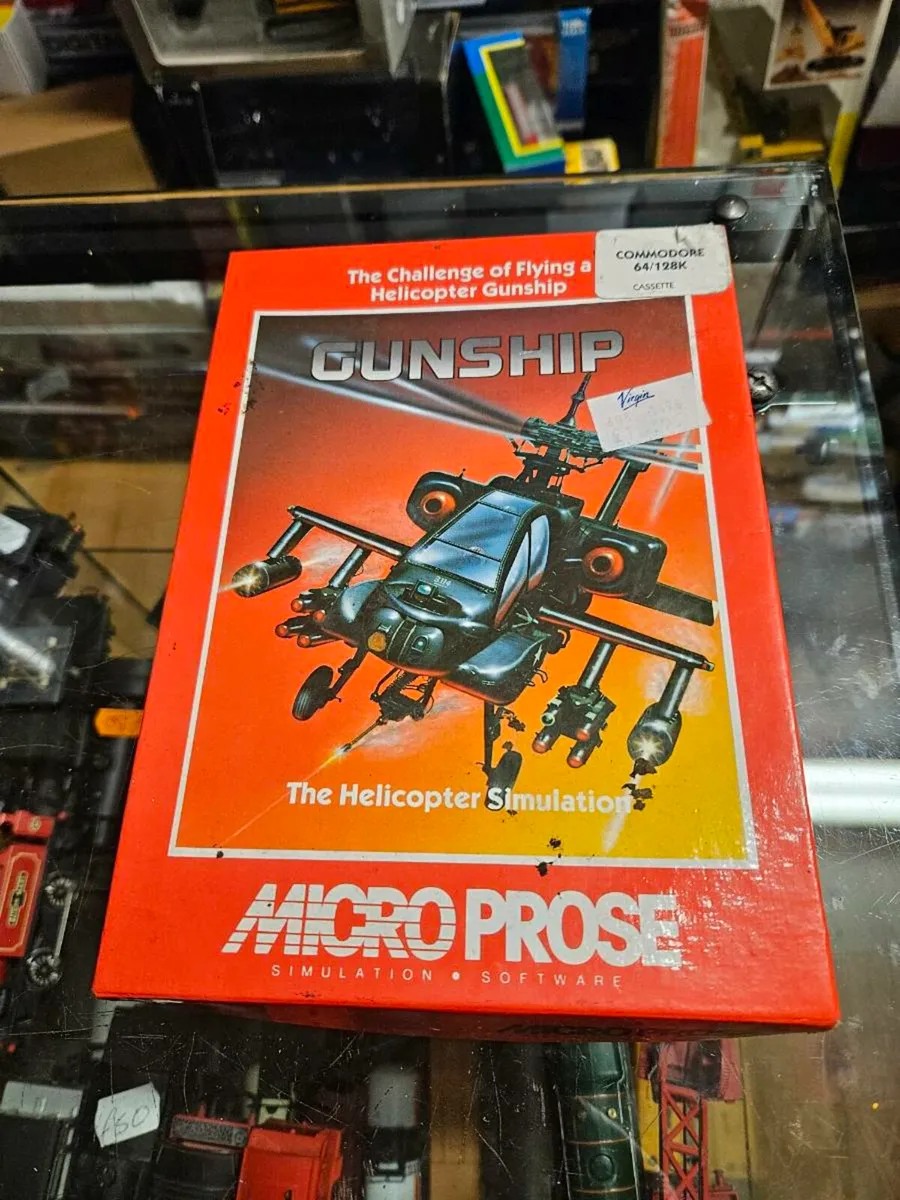 The Challenge of Flying a
Helicopter Gunship
COMMODORE
64/128K
CASSETTE
GUNSHIP
Virgin
The Helicopter Simulation
MICRO PROSE
SIMULATION • SOFTWARE